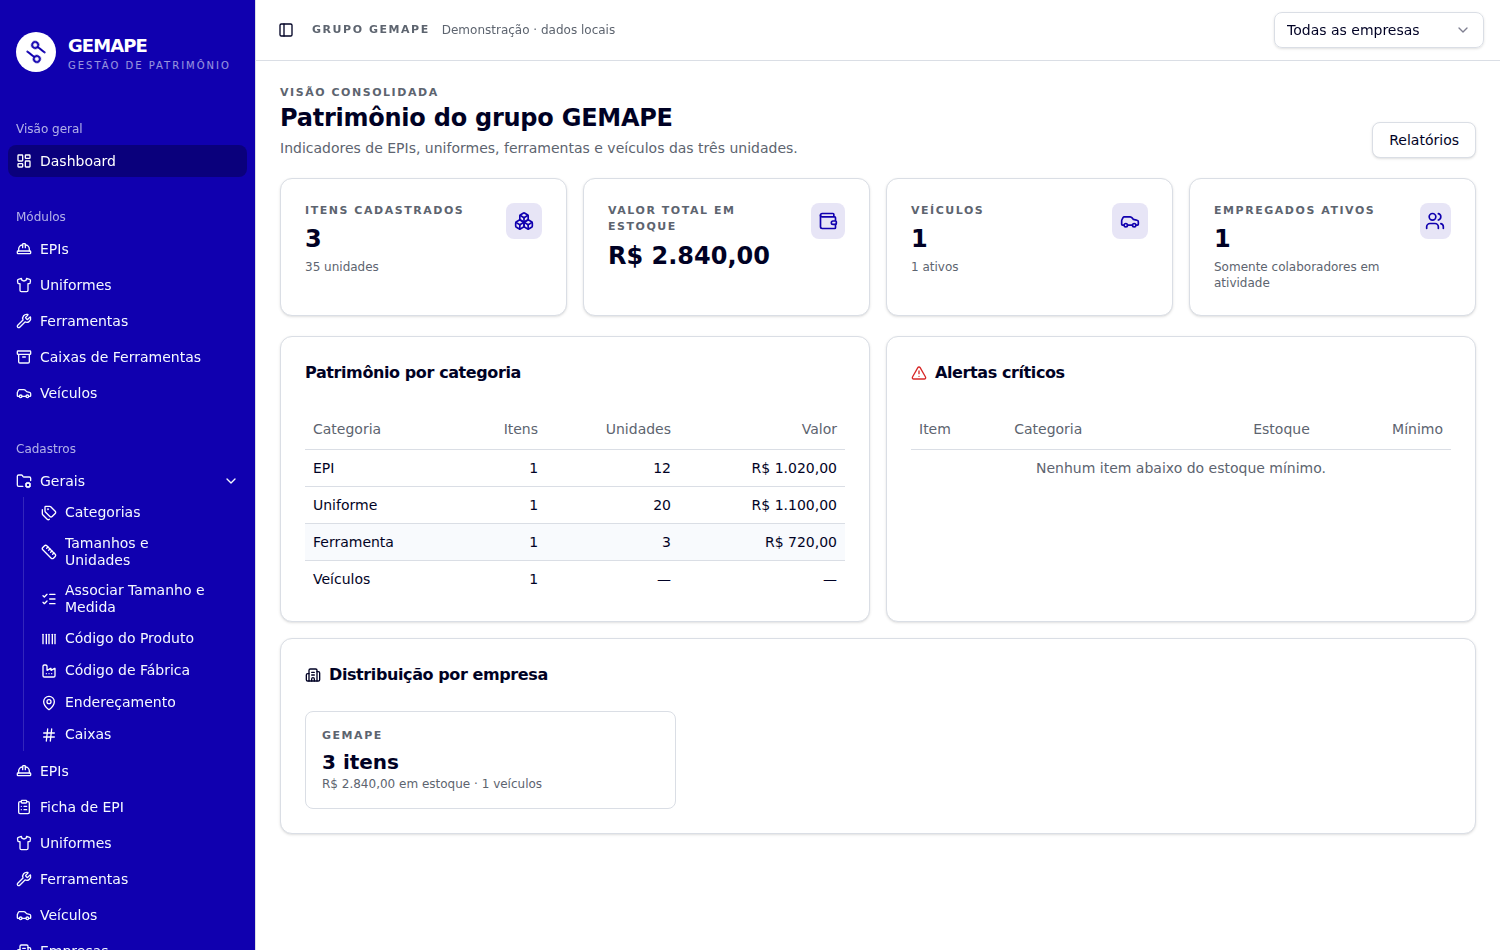 GEMAPE
GESTÃO DE PATRIMÔNIO
Visão geral
Dashboard
Módulos
EPIs
Uniformes
Ferramentas
Caixas de Ferramentas
Veículos
Cadastros
Gerais
Categorias
Tamanhos e
Unidades
Associar Tamanho e
Medida
Código do Produto
Código de Fábrica
Endereçamento
Caixas
EPIs
Ficha de EPI
Uniformes
Ferramentas
Veículos
Empresas
GRUPO GEMAPE Demonstração · dados locais
Todas as empresas
VISÃO CONSOLIDADA
Patrimônio do grupo GEMAPE
Indicadores de EPIs, uniformes, ferramentas e veículos das três unidades.
Relatórios
ITENS CADASTRADOS
3
35 unidades
VALOR TOTAL EM
ESTOQUE
R$ 2.840,00
VEÍCULOS
1
1 ativos
EMPREGADOS ATIVOS
1
Somente colaboradores em
atividade
Patrimônio por categoria
Categoria Itens Unidades Valor
EPI 1 12 R$ 1.020,00
Uniforme 1 20 R$ 1.100,00
Ferramenta 1 3 R$ 720,00
Veículos 1 — —
Alertas críticos
Item Categoria Estoque Mínimo
Nenhum item abaixo do estoque mínimo.
Distribuição por empresa
GEMAPE
3 itens
R$ 2.840,00 em estoque · 1 veículos